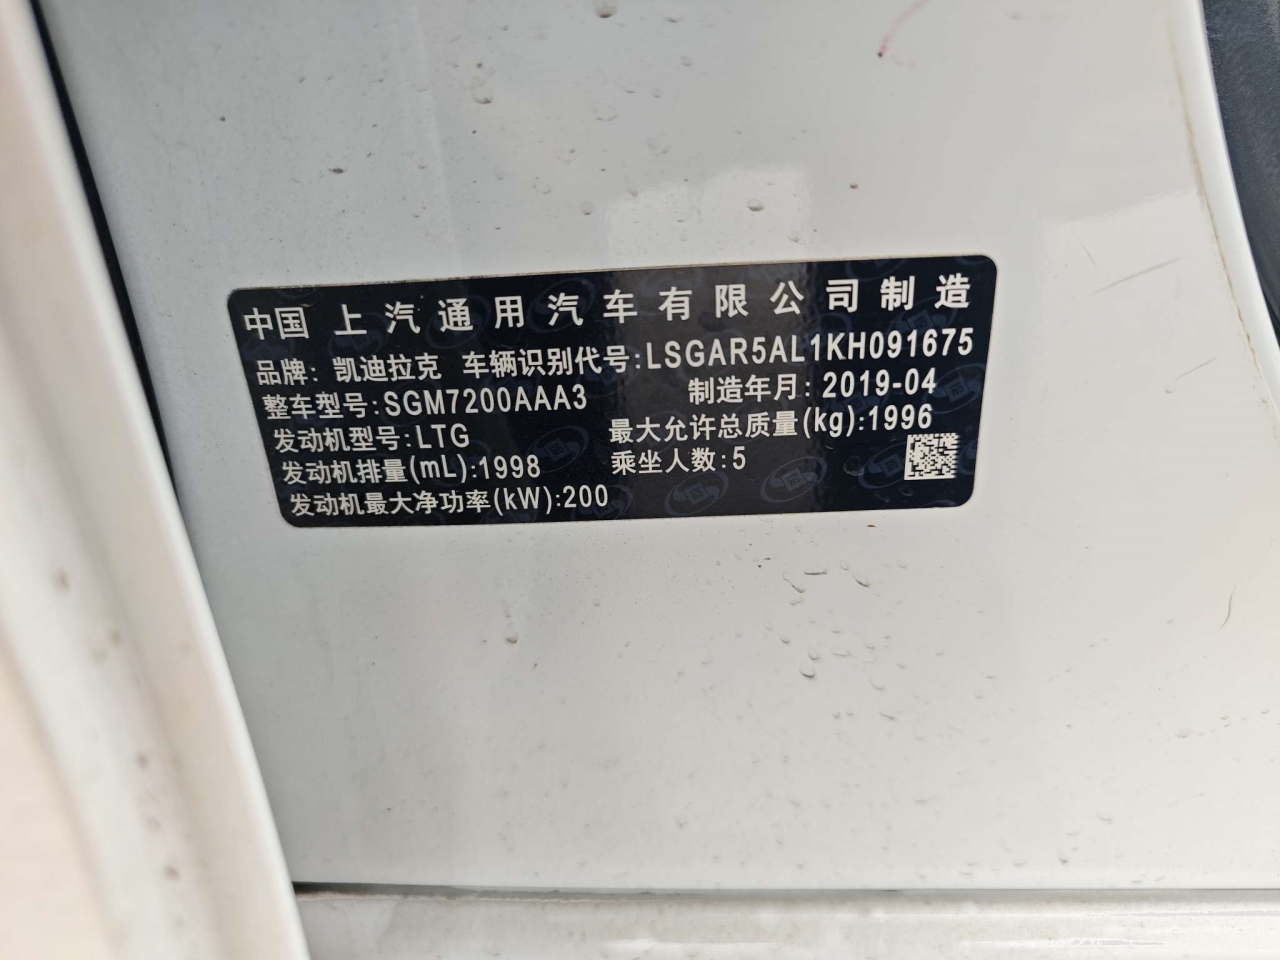 中国 上汽通用汽车有限公司制造
品牌: 凯迪拉克 车辆识别代号:LSGAR5AL1KH091675
整车型号:SGM7200AAA3 制造年月: 2019-04
发动机型号:LTG 最大允许总质量(kg):1996
发动机排量(mL):1998 乘坐人数:5
发动机最大净功率(kW):200